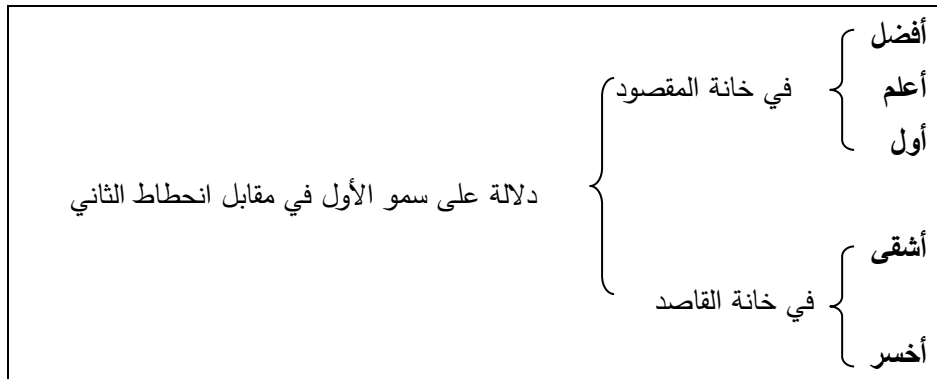 أفضل
أعلم في خانة المقصود
أول
دلالة على سمو الأول في مقابل انحطاط الثاني
أشقى
في خانة القاصد
أخسر